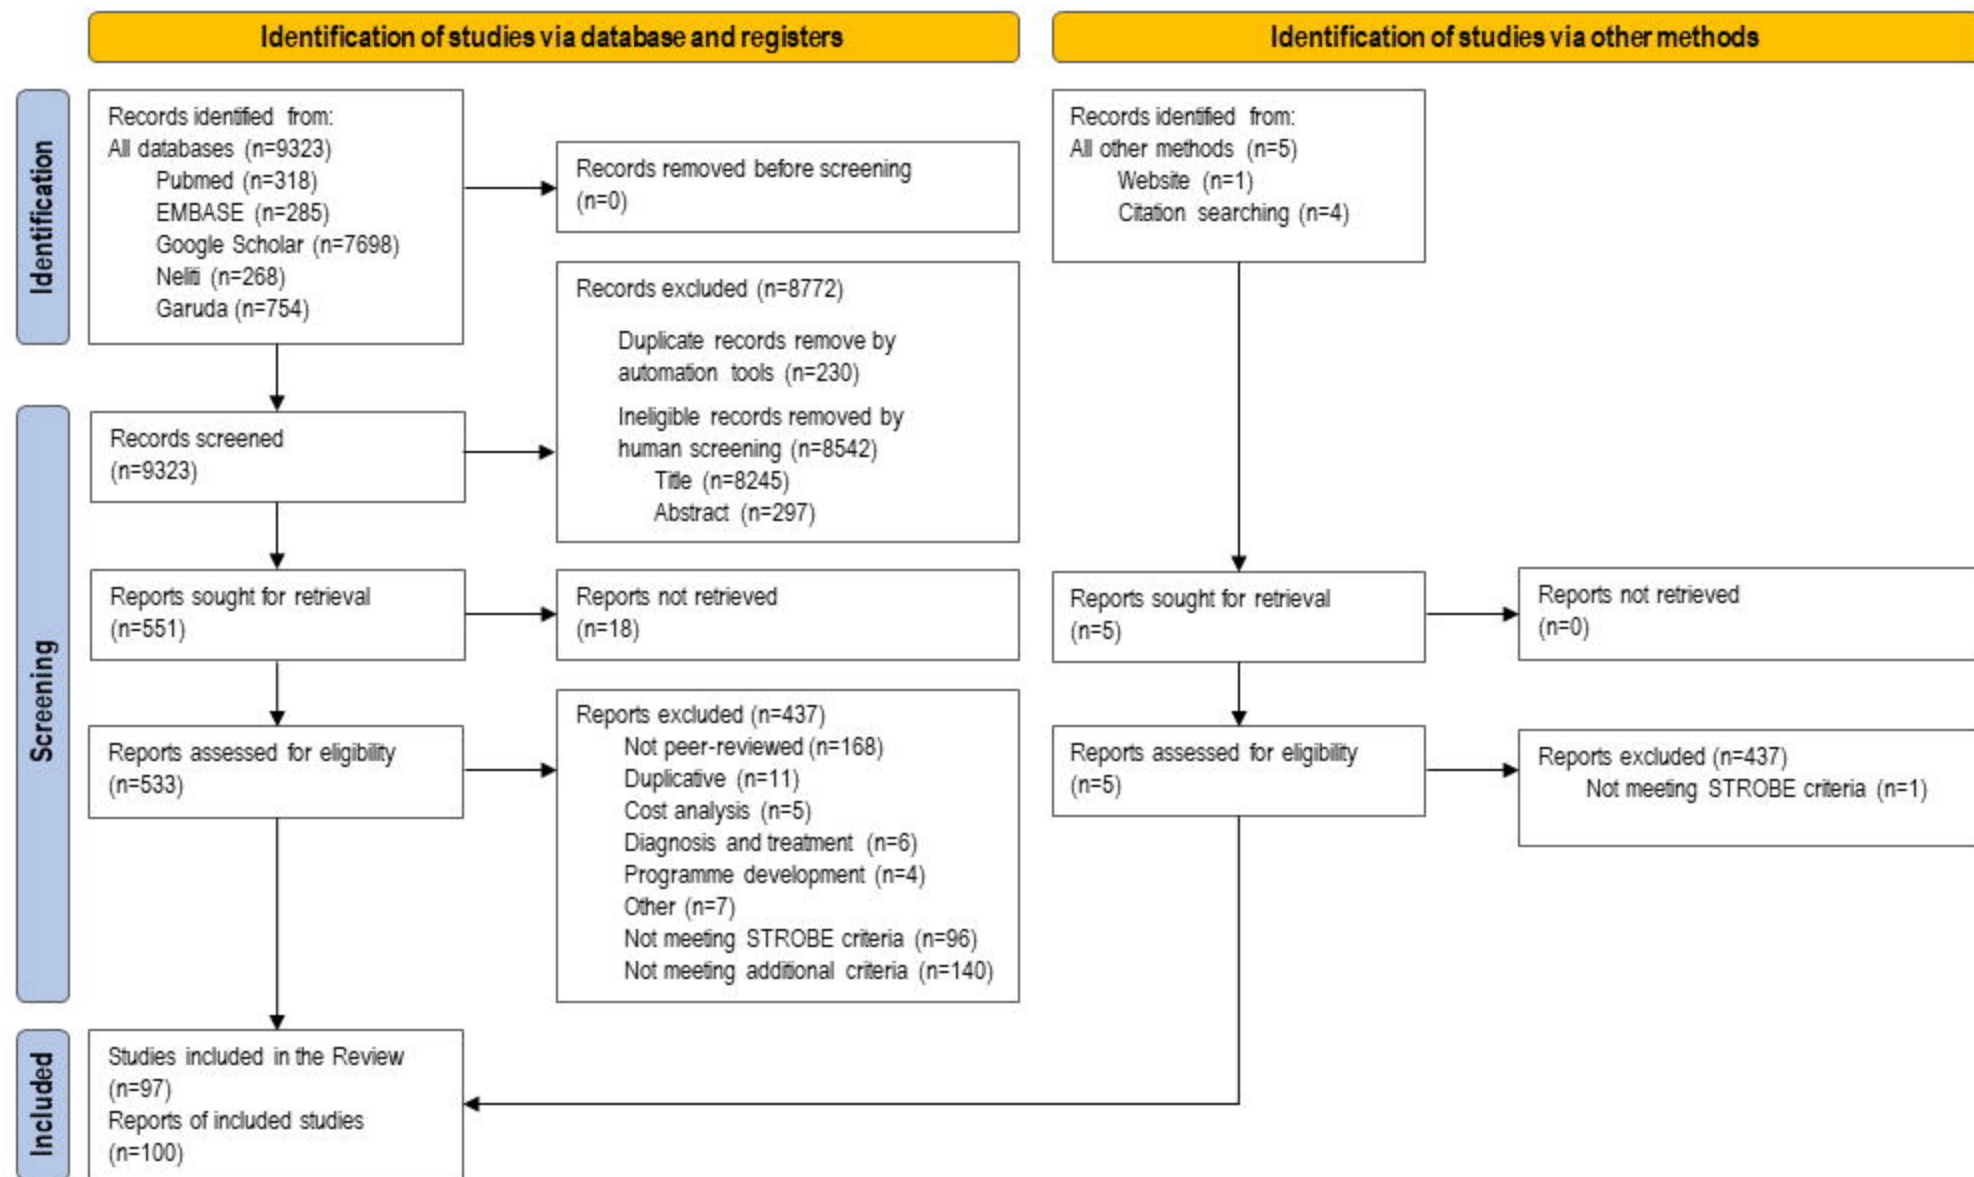 Identification of studies via database and registers
Identification of studies via other methods
Identification
Records identified from:
All databases (n=9323)
Pubmed (n=318)
EMBASE (n=285)
Google Scholar (n=7698)
Neliti (n=268)
Garuda (n=754)
Records removed before screening
(n=0)
Records identified from:
All other methods (n=5)
Website (n=1)
Citation searching (n=4)
Records excluded (n=8772)
Duplicate records remove by
automation tools (n=230)
Ineligible records removed by
human screening (n=8542)
Title (n=8245)
Abstract (n=297)
Screening
Records screened
(n=9323)
Reports sought for retrieval
(n=551)
Reports not retrieved
(n=18)
Reports sought for retrieval
(n=5)
Reports not retrieved
(n=0)
Reports assessed for eligibility
(n=533)
Reports excluded (n=437)
Not peer-reviewed (n=168)
Duplicative (n=11)
Cost analysis (n=5)
Diagnosis and treatment (n=6)
Programme development (n=4)
Other (n=7)
Not meeting STROBE criteria (n=96)
Not meeting additional criteria (n=140)
Reports assessed for eligibility
(n=5)
Reports excluded (n=437)
Not meeting STROBE criteria (n=1)
Included
Studies included in the Review
(n=97)
Reports of included studies
(n=100)